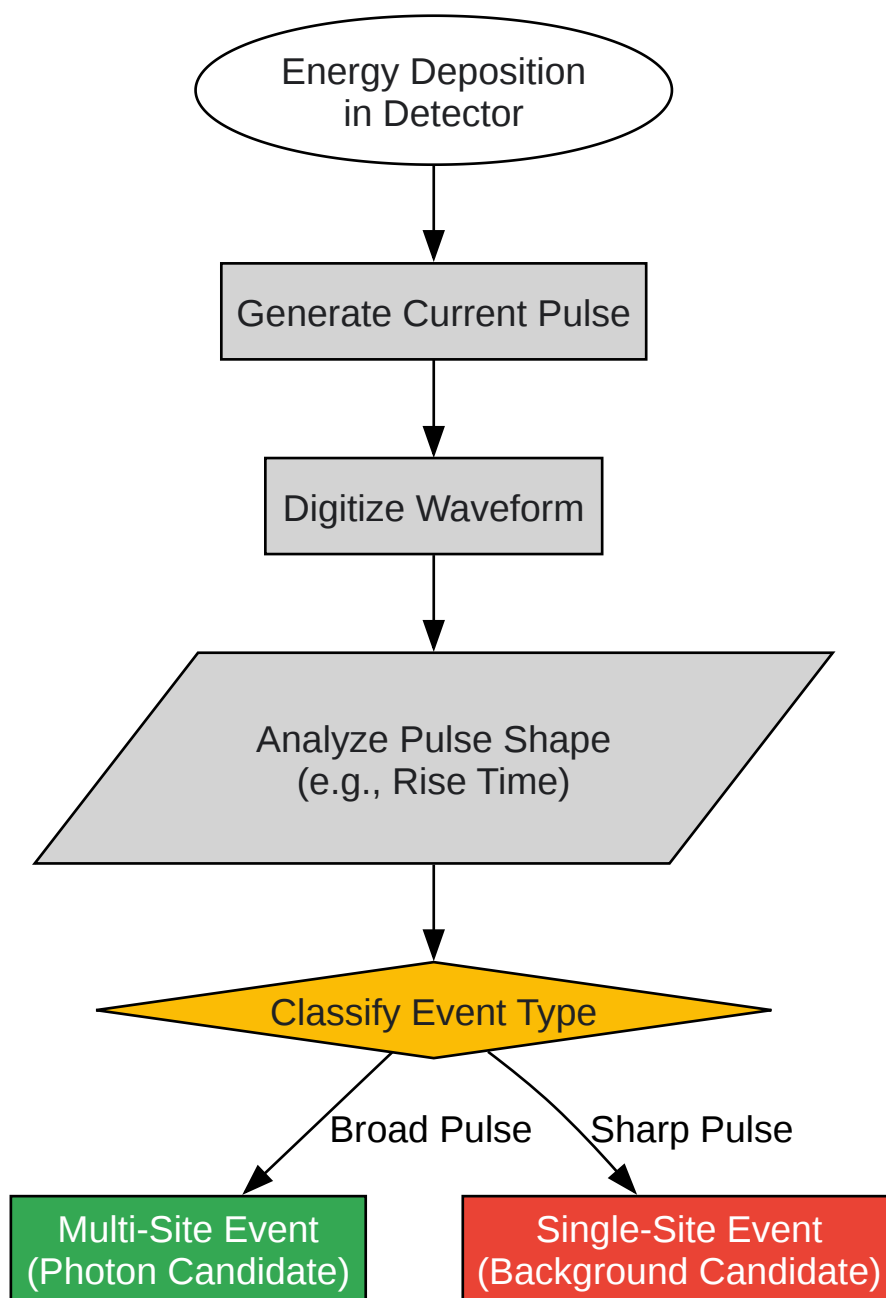 Energy Deposition
in Detector
Generate Current Pulse
Digitize Waveform
Analyze Pulse Shape
(e.g., Rise Time)
Classify Event Type
Broad Pulse
Sharp Pulse
Multi-Site Event
(Photon Candidate)
Single-Site Event
(Background Candidate)